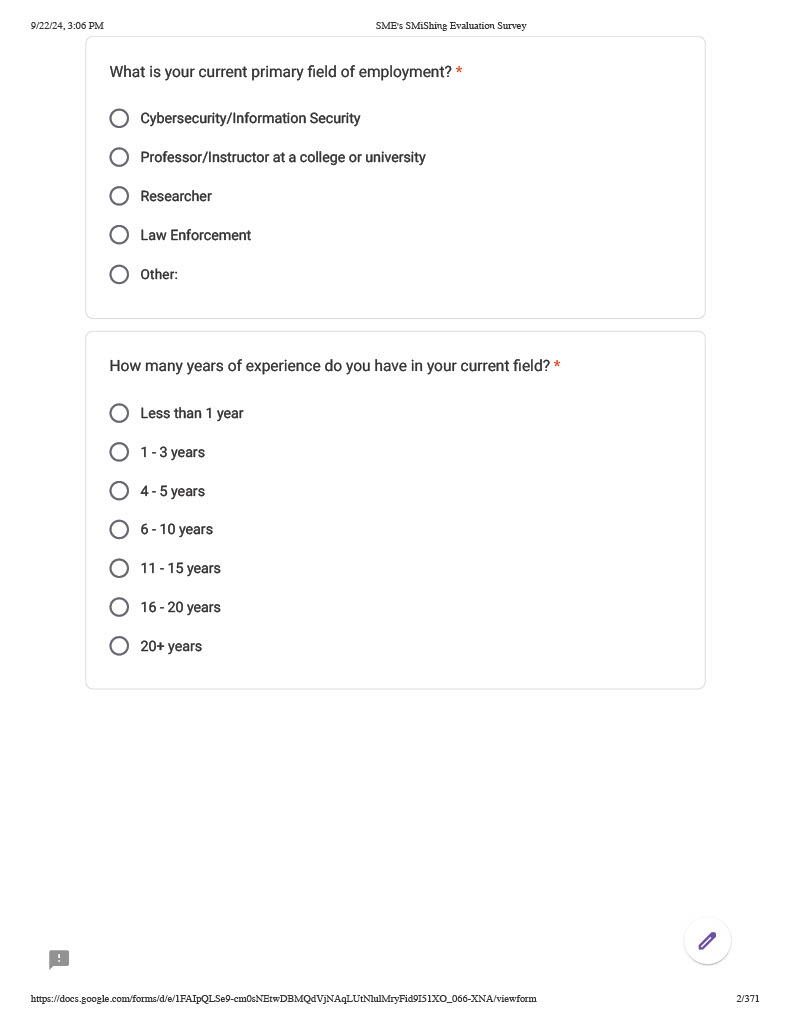 9/22/24, 3:06 PM SME's SMiShing Evaluation Survey
What is your current primary field of employment? *
Cybersecurity/Information Security
Professor/Instructor at a college or university
Researcher
Law Enforcement
Other:
How many years of experience do you have in your current field? *
Less than 1 year
1 - 3 years
4 - 5 years
6 - 10 years
11 - 15 years
16 - 20 years
20+ years
https://docs.google.com/forms/d/e/1FAIpQLSe9-cm0sNEtwDBMQdVjNAqLUtNlulMryFid9I51XO_066-XNA/viewform 2/371